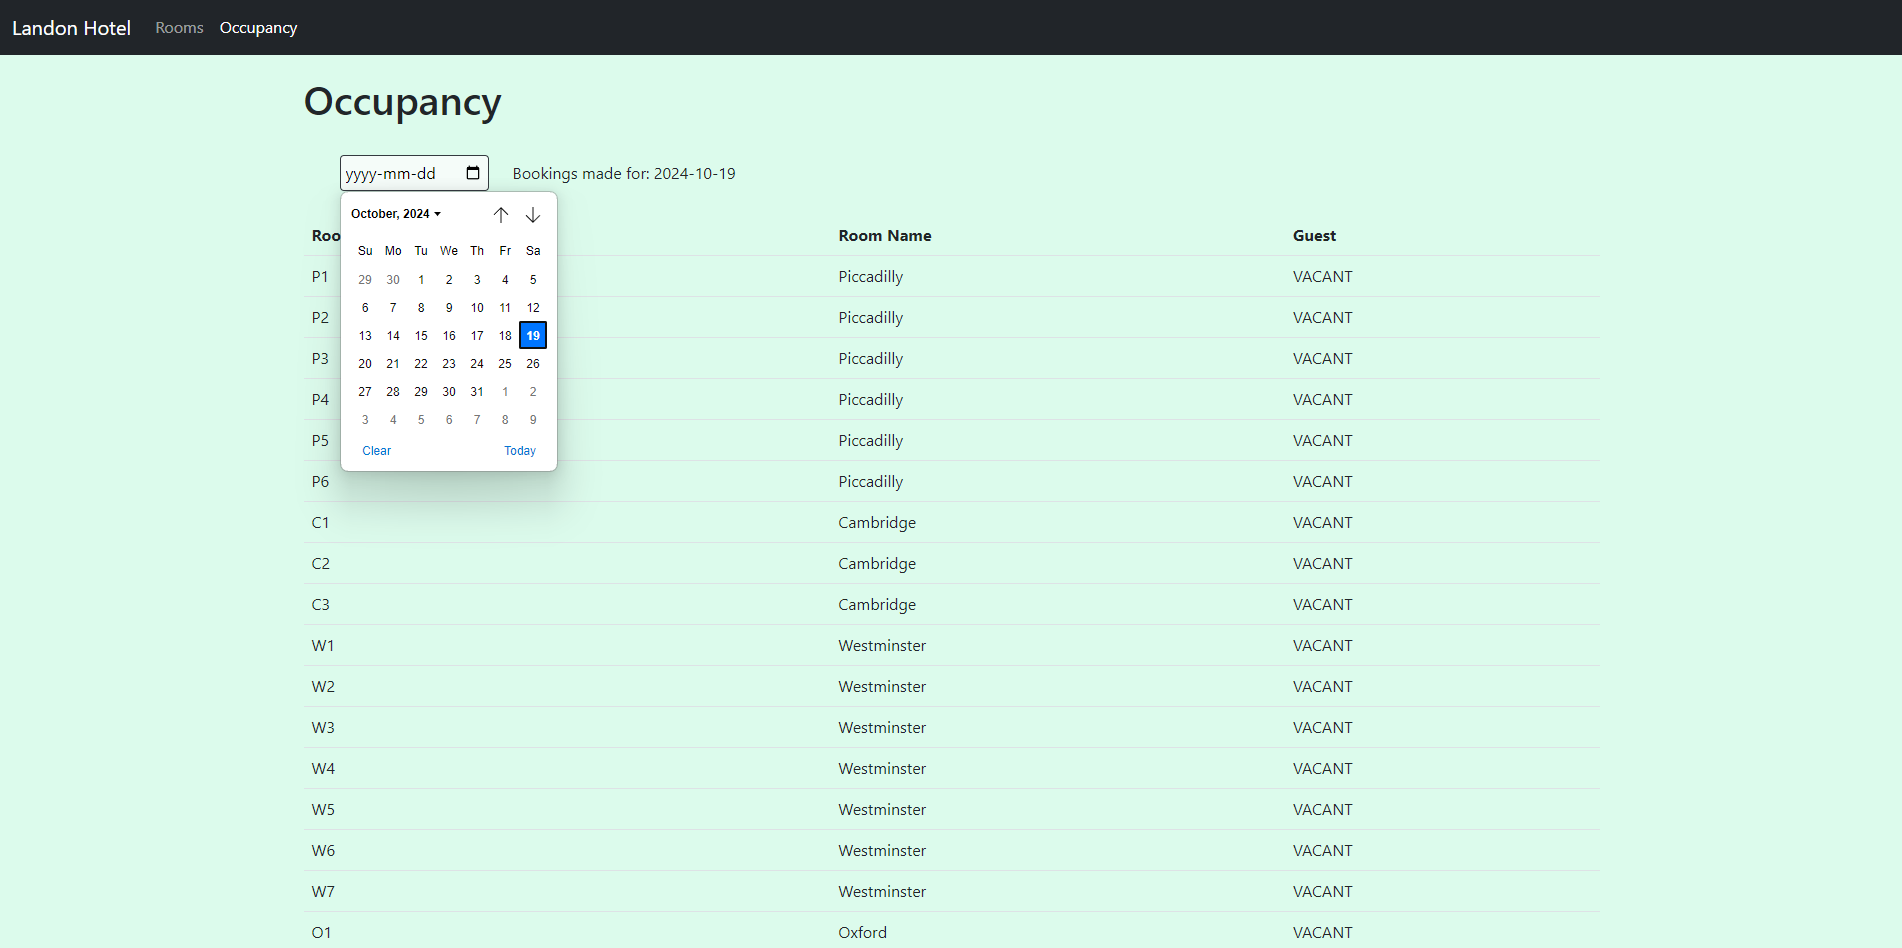 Landon Hotel Rooms Occupancy
Occupancy
yyyy-mm-dd Bookings made for: 2024-10-19
October, 2024
Su Mo Tu We Th Fr Sa
29 30 1 2 3 4 5
6 7 8 9 10 11 12
13 14 15 16 17 18 19
20 21 22 23 24 25 26
27 28 29 30 31 1 2
3 4 5 6 7 8 9
Clear Today
Room Name Guest
P1 Piccadilly VACANT
P2 Piccadilly VACANT
P3 Piccadilly VACANT
P4 Piccadilly VACANT
P5 Piccadilly VACANT
P6 Piccadilly VACANT
C1 Cambridge VACANT
C2 Cambridge VACANT
C3 Cambridge VACANT
W1 Westminster VACANT
W2 Westminster VACANT
W3 Westminster VACANT
W4 Westminster VACANT
W5 Westminster VACANT
W6 Westminster VACANT
W7 Westminster VACANT
O1 Oxford VACANT